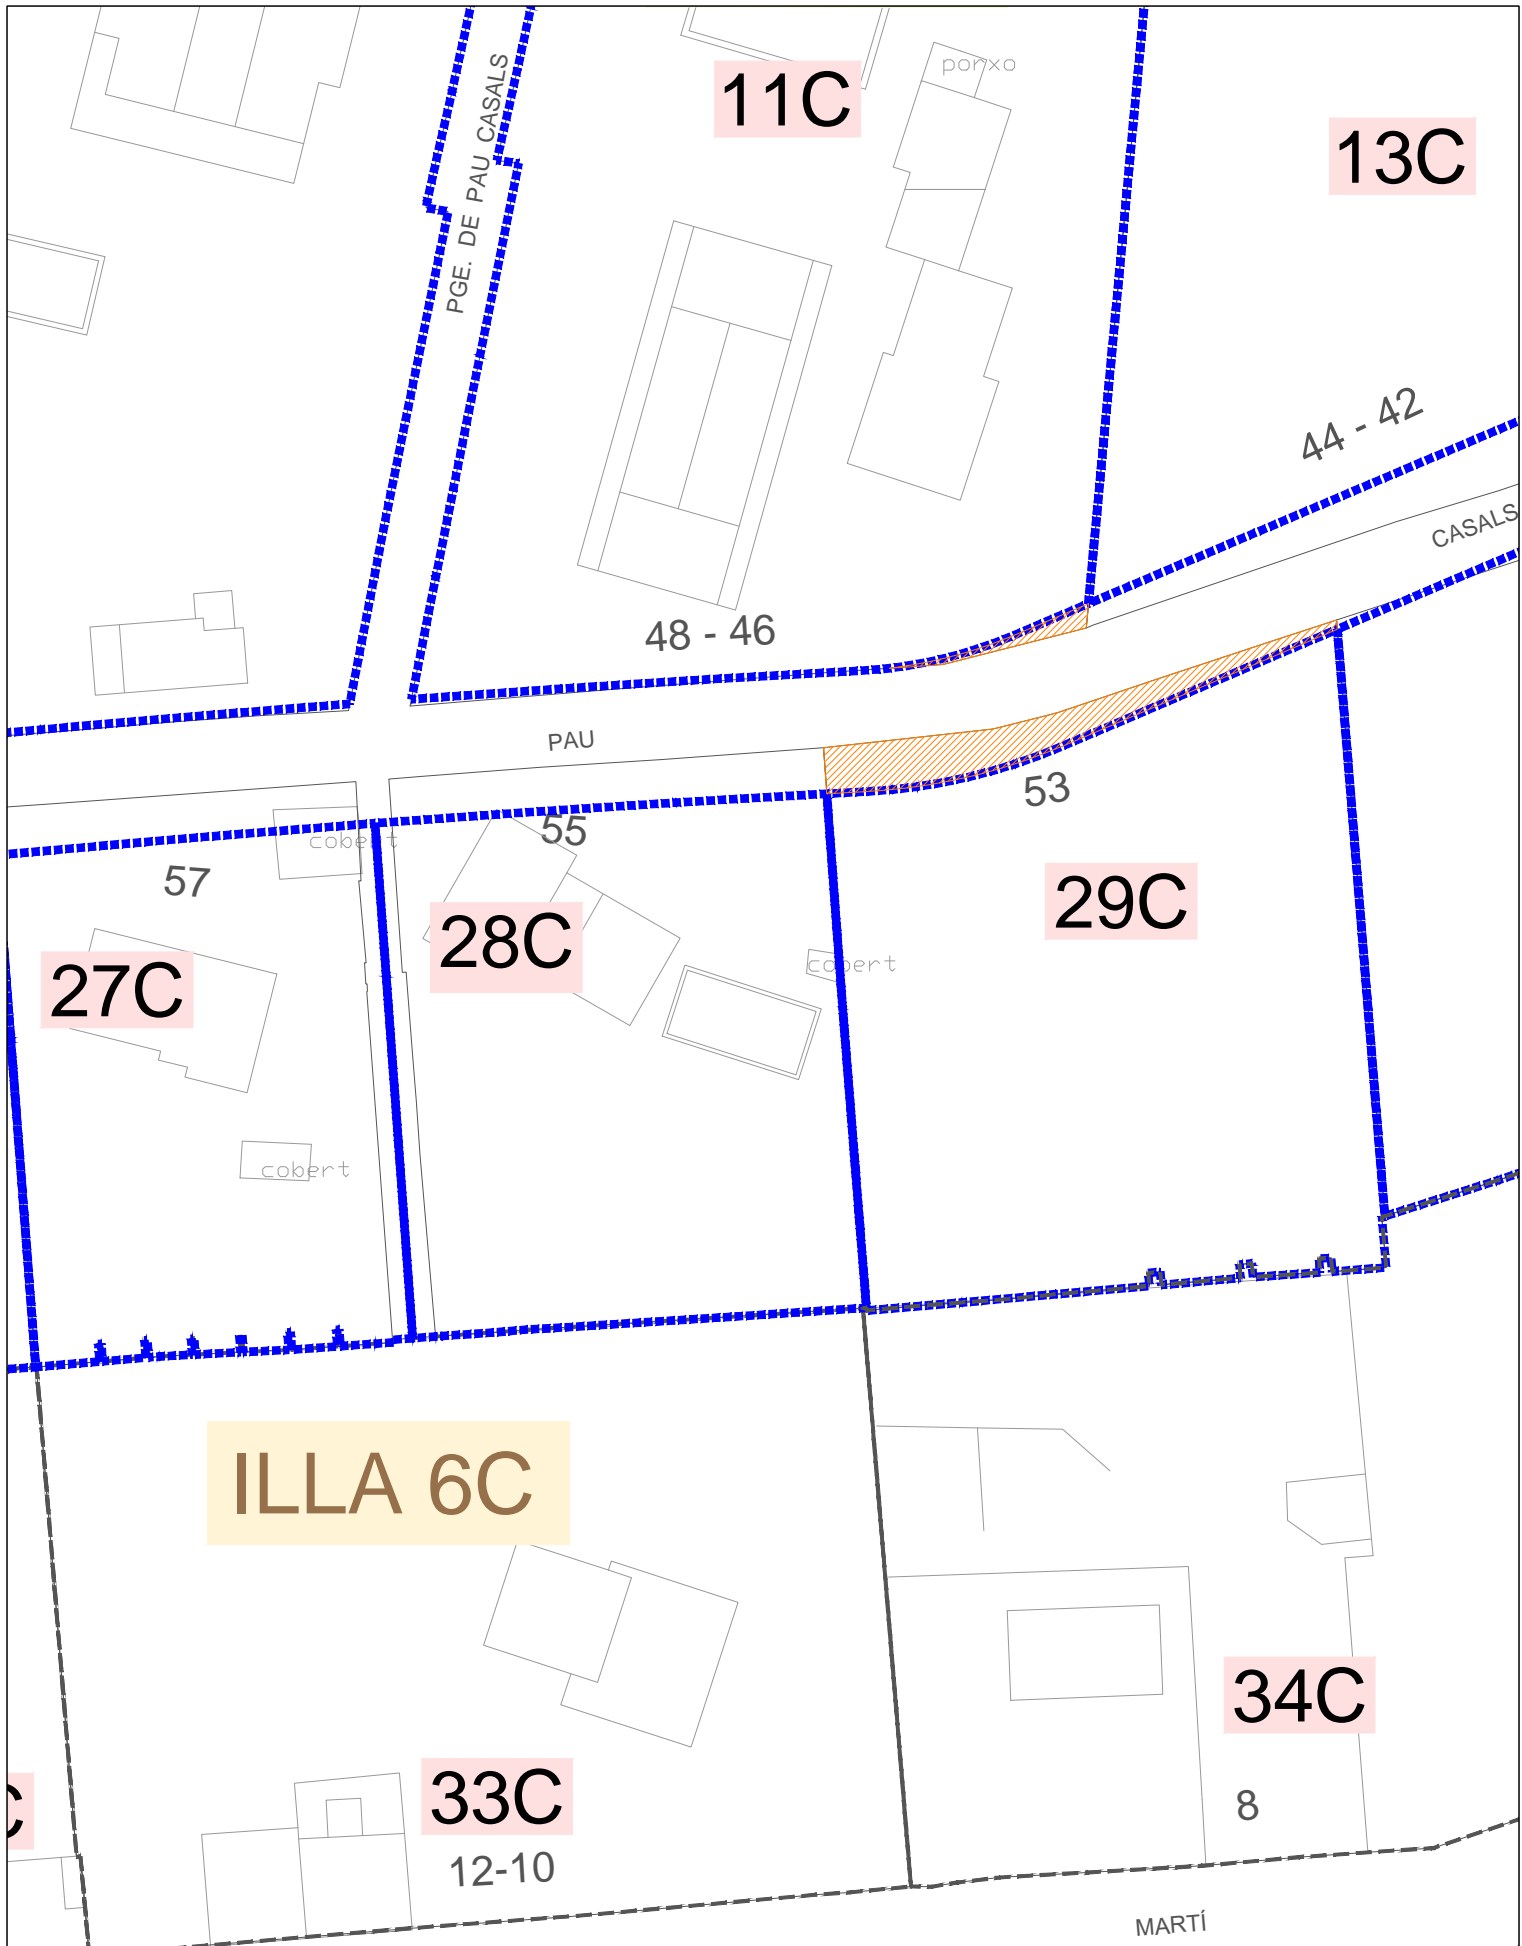 porxo
11C
13C
PGE. DE PAU CASALS
44 - 42
CASALS
48 - 46
PAU
53
55
cobert
57
29C
28C
cobert
27C
cobert
ILLA 6C
34C
33C
C
8
12-10
MARTÍ